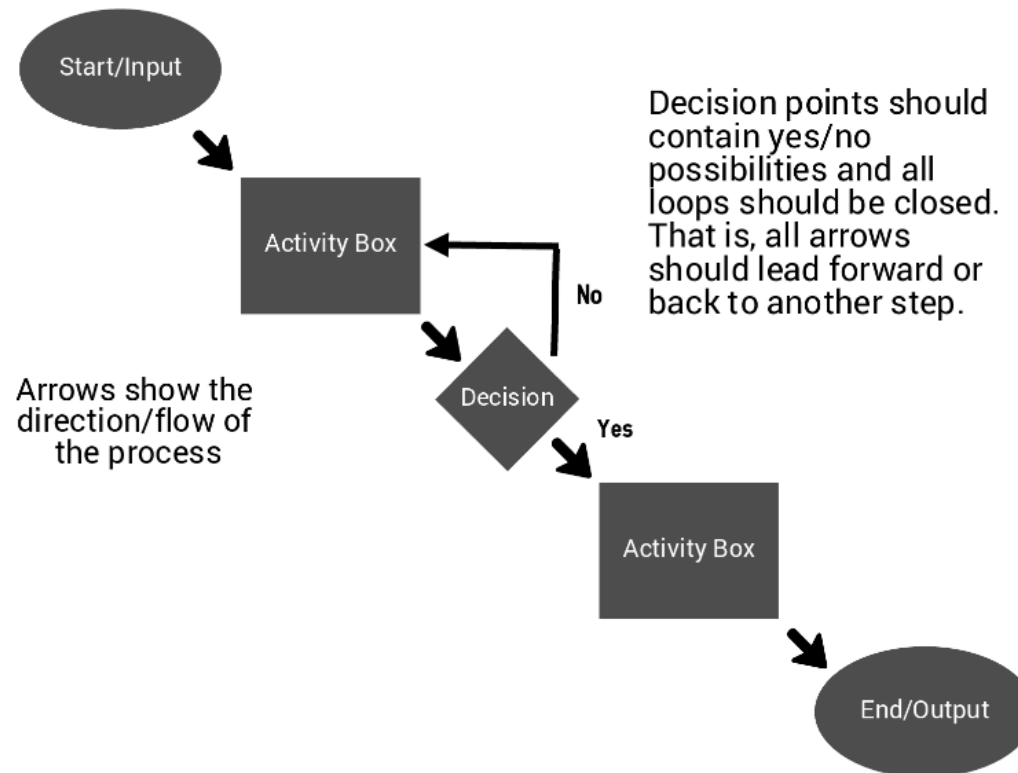 Start/Input
Decision points should
contain yes/no
possibilities and all
loops should be closed.
That is, all arrows
should lead forward or
back to another step.
Activity Box
No
Arrows show the
direction/flow of
the process
Decision
Yes
Activity Box
End/Output